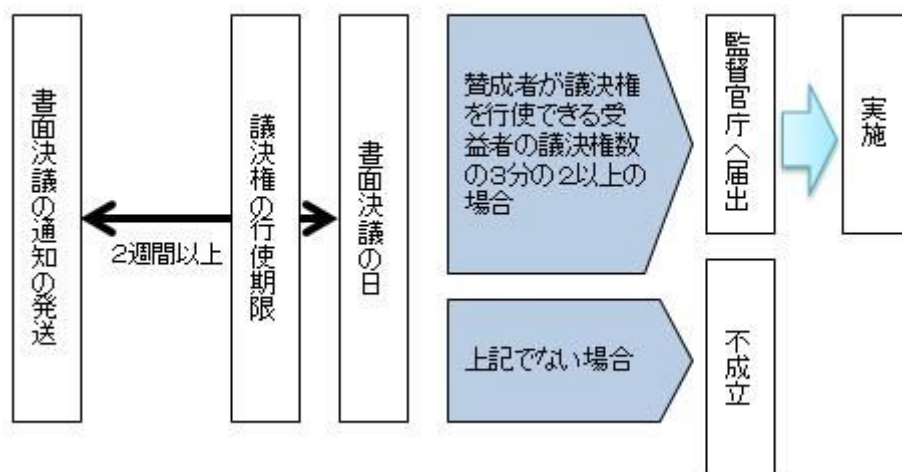 書面決議の通知の発送
2週間以上
議決権の行使期限
書面決議の日
賛成者が議決権
を行使できる受
益者の議決権数
の3分の2以上の
場合
監督官庁へ届出
実施
上記でない場合
不成立